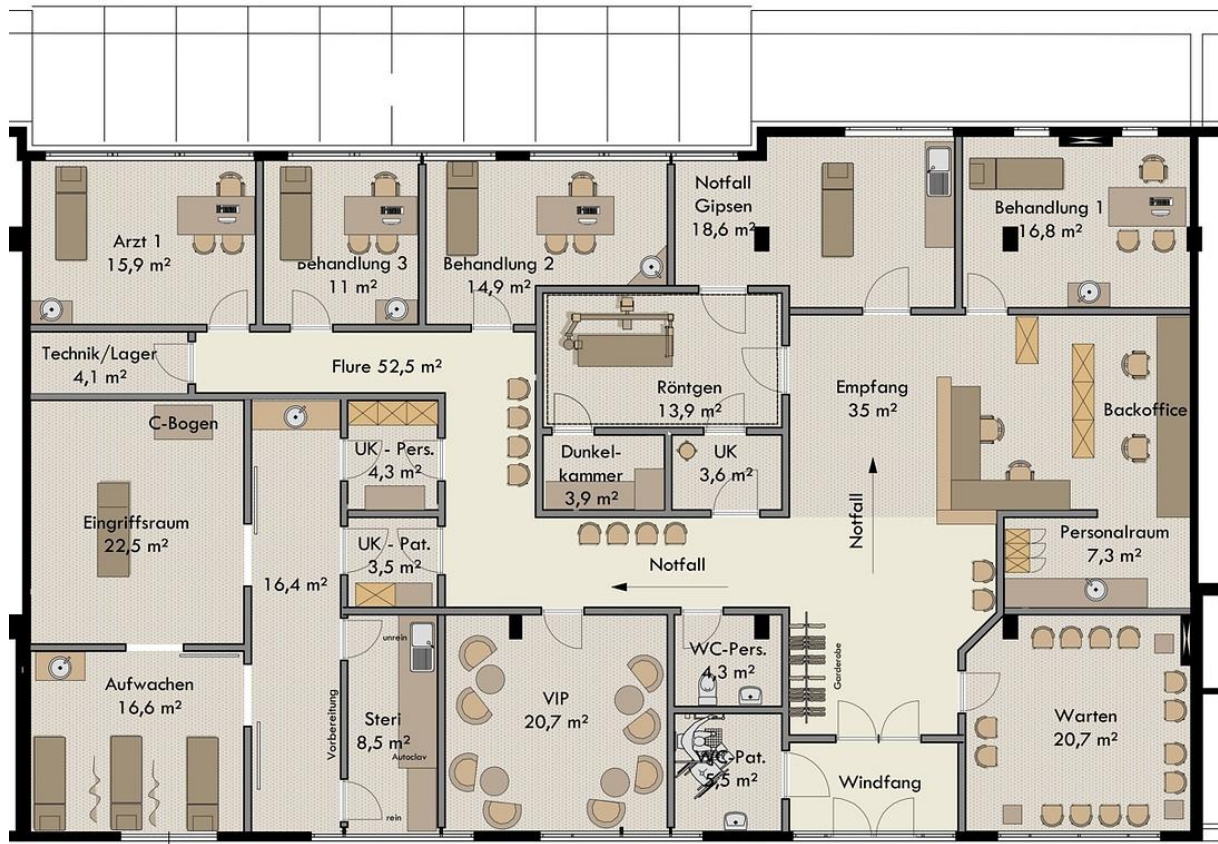 Arzt 1
15,9 m²
Behandlung 3
11 m²
Behandlung 2
14,9 m²
Notfall
Gipsen
18,6 m²
Behandlung 1
16,8 m²
Technik/Lager
4,1 m²
Flure 52,5 m²
Röntgen
13,9 m²
Empfang
35 m²
Backoffice
C-Bogen
UK - Pers.
4,3 m²
Dunkel-
kammer
3,9 m²
UK
3,6 m²
Eingriffsraum
22,5 m²
16,4 m²
UK - Pat.
3,5 m²
Notfall
Notfall
Personalraum
7,3 m²
Aufwachen
16,6 m²
Vorbereitung
unrein
Steri
8,5 m²
Autoclav
rein
VIP
20,7 m²
WC-Pers.
4,3 m²
WC-Pat.
5,5 m²
Garderobe
Windfang
Warten
20,7 m²